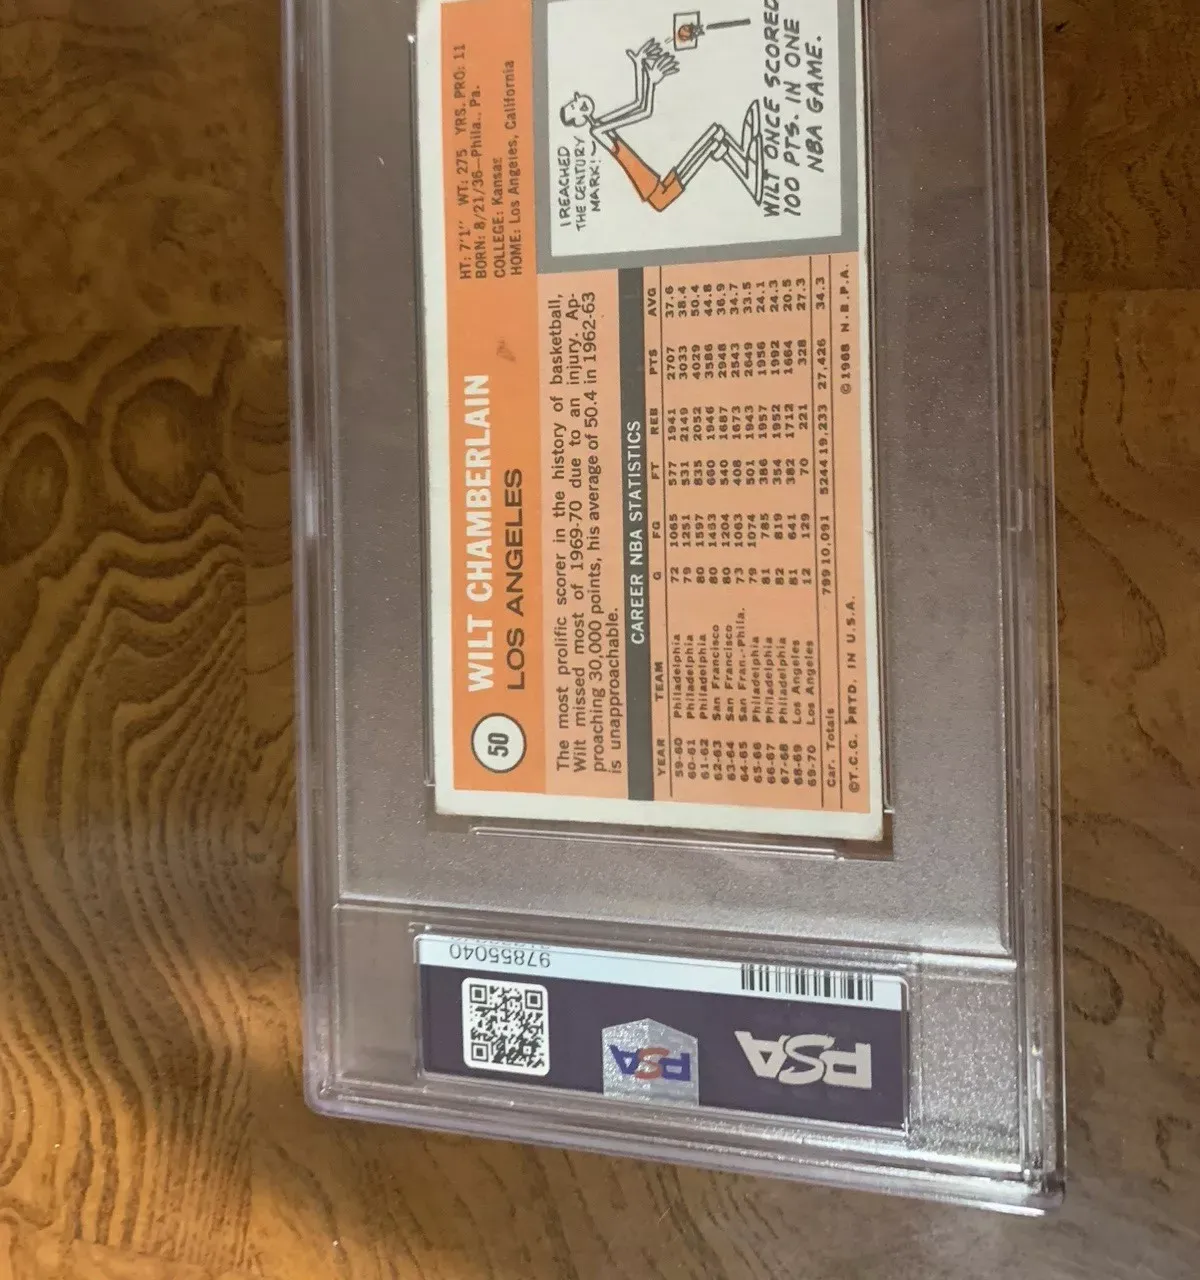 50
WILT CHAMBERLAIN
LOS ANGELES
HT: 7'1" WT: 275 YRS. PRO: 11
BORN: 8/21/36—Phila., Pa.
COLLEGE: Kansas
HOME: Los Angeles, California
The most prolific scorer in the history of basketball,
Wilt missed most of 1969-70 due to an injury. Ap-
proaching 30,000 points, his average of 50.4 in 1962-63
is unapproachable.
CAREER NBA STATISTICS
YEAR TEAM G FG FT REB PTS AVG
59-60 Philadelphia 72 1065 577 1941 2707 37.6
60-61 Philadelphia 79 1251 531 2149 3033 38.4
61-62 Philadelphia 80 1597 835 2052 4029 50.4
62-63 San Francisco 80 1463 660 1946 3586 44.8
63-64 San Francisco 80 1204 540 1687 2948 36.9
64-65 San Fran.-Phila. 73 1063 408 1673 2543 34.7
65-66 Philadelphia 79 1074 501 1943 2649 33.5
66-67 Philadelphia 81 785 386 1957 1956 24.1
67-68 Philadelphia 82 819 354 1952 1992 24.3
68-69 Los Angeles 81 641 382 1712 1664 20.5
69-70 Los Angeles 12 129 70 221 328 27.3
Car. Totals 799 10,091 5244 19,233 27,426 34.3
©T.C.G. PRTD. IN U.S.A. © 1968 N.B.P.A.
I REACHED
THE CENTURY
MARK!
WILT ONCE SCORED
100 PTS. IN ONE
NBA GAME.
97855040
PSA
PSA